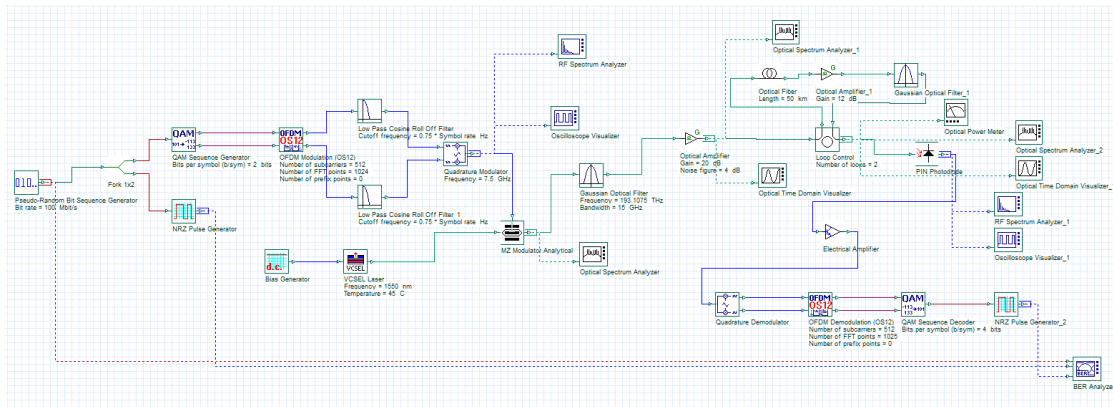 Optical Spectrum Analyzer_1
RF Spectrum Analyzer
Optical Fiber
Length = 50 km
G
Optical Amplifier_1
Gain = 12 dB
Gaussian Optical Filter_1
Oscilloscope Visualizer
Low Pass Cosine Roll Off Filter
Cutoff frequency = 0.75 * Symbol rate Hz
QAM
QAM Sequence Generator
Bits per symbol (b/sym) = 2 bits
OFDM
OS12
OFDM Modulation (OS12)
Number of subcarriers = 512
Number of FFT points = 1024
Number of prefix points = 0
Quadrature Modulator
Frequency = 7.5 GHz
G
Optical Amplifier
Gain = 20 dB
Noise figure = 4 dB
Loop Control
Number of loops = 2
Optical Power Meter
Optical Spectrum Analyzer_2
PIN Photodiode
Fork 1x2
Pseudo-Random Bit Sequence Generator
NRZ Pulse Generator
Low Pass Cosine Roll Off Filter 1
Cutoff frequency = 0.75 * Symbol rate Hz
Gaussian Optical Filter
Frequency = 193.1075 THz
Bandwidth = 15 GHz
Optical Time Domain Visualizer
Optical Time Domain Visualizer_
RF Spectrum Analyzer_1
MZ Modulator Analytical
Electrical Amplifier
Oscilloscope Visualizer_1
d.c.
Bias Generator
VCSEL
VCSEL Laser
Frequency = 1550 nm
Temperature = 45 C
Optical Spectrum Analyzer
Quadrature Demodulator
OFDM
OS12
OFDM Demodulation (OS12)
Number of subcarriers = 512
Number of FFT points = 1025
Number of prefix points = 0
QAM
QAM Sequence Decoder
Bits per symbol (b/sym) = 4 bits
NRZ Pulse Generator_2
BER Analyze